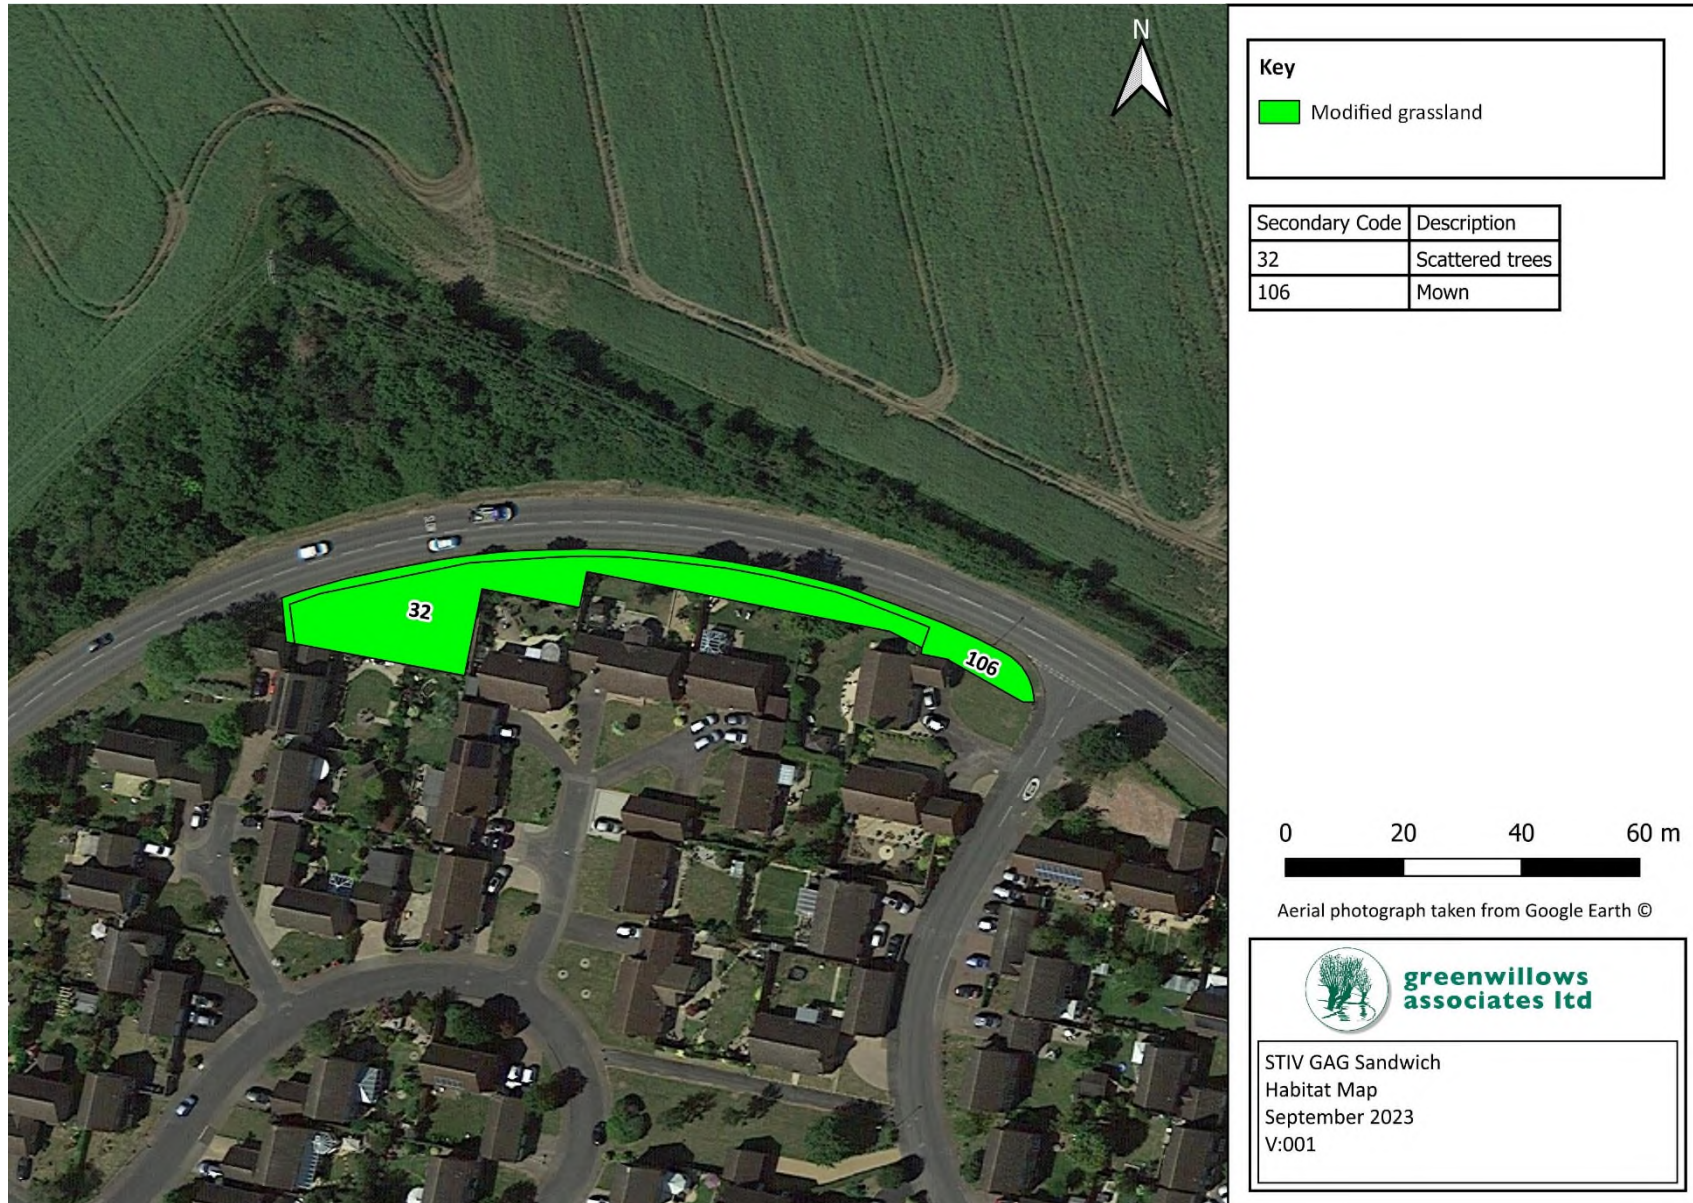 N
Key
Modified grassland
Secondary Code Description
32 Scattered trees
106 Mown
32
106
SLOW
0 20 40 60 m
Aerial photograph taken from Google Earth ©
greenwillows
associates ltd
STIV GAG Sandwich
Habitat Map
September 2023
V:001